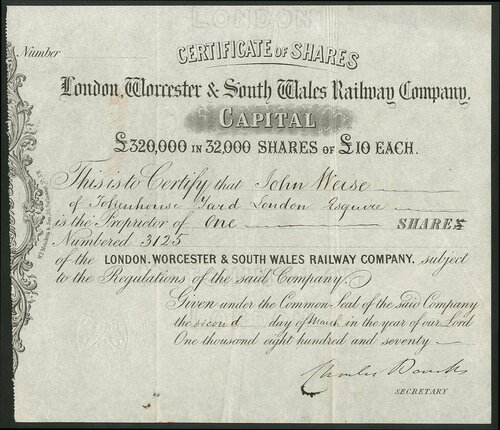 LONDON
Number
CERTIFICATE OF SHARES
London, Worcester & South Wales Railway Company.
CAPITAL
£320,000 IN 32,000 SHARES OF £10 EACH.
This is to Certify that John Weise
of Tokenhouse Yard London Esquire
is the Proprietor of One SHARES
Numbered 3125
of the LONDON, WORCESTER & SOUTH WALES RAILWAY COMPANY, subject
to the Regulations of the said Company.
Given under the Common Seal of the said Company
the second day of March in the year of our Lord
One thousand eight hundred and seventy
Charles
SECRETARY